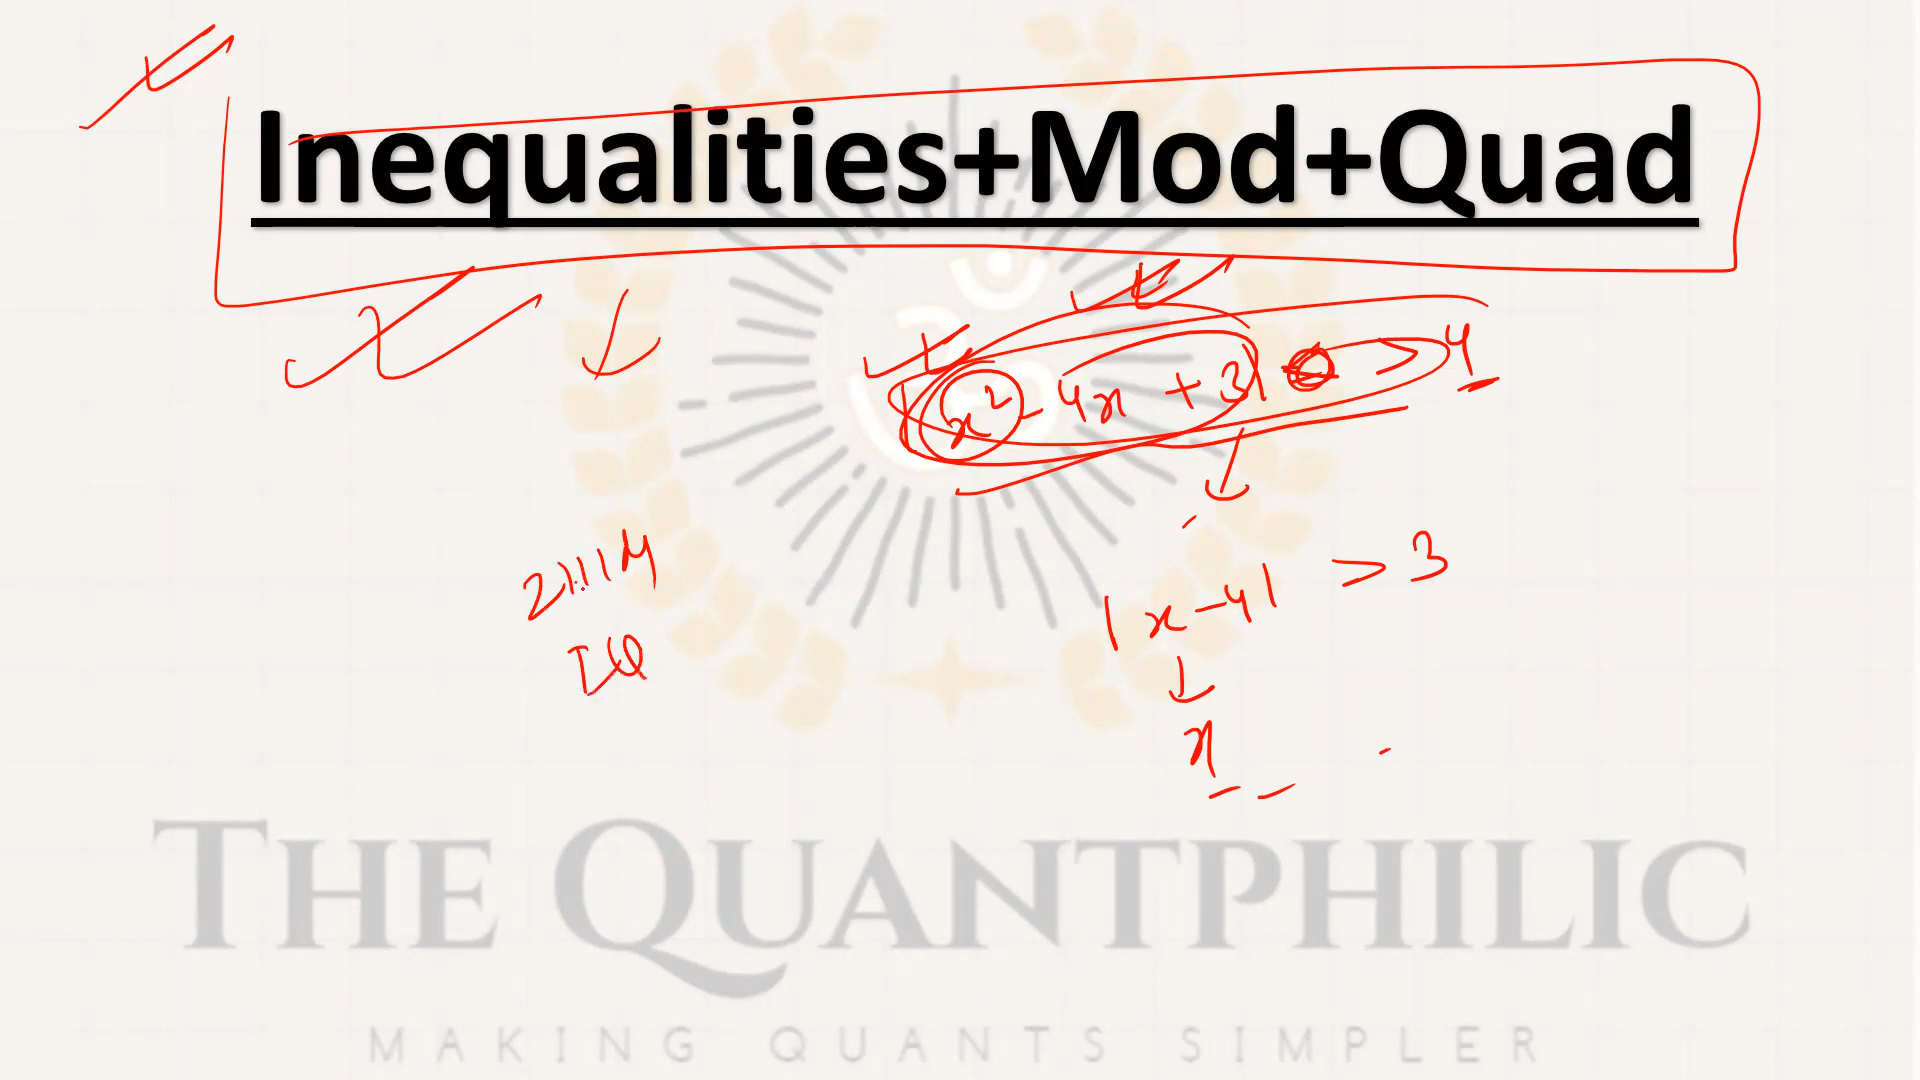 Inequalities+Mod+Quad
|x² - 4x + 3| > 4
|x - 4| > 3
x
THE QUANTPHILIC
MAKING QUANTS SIMPLER